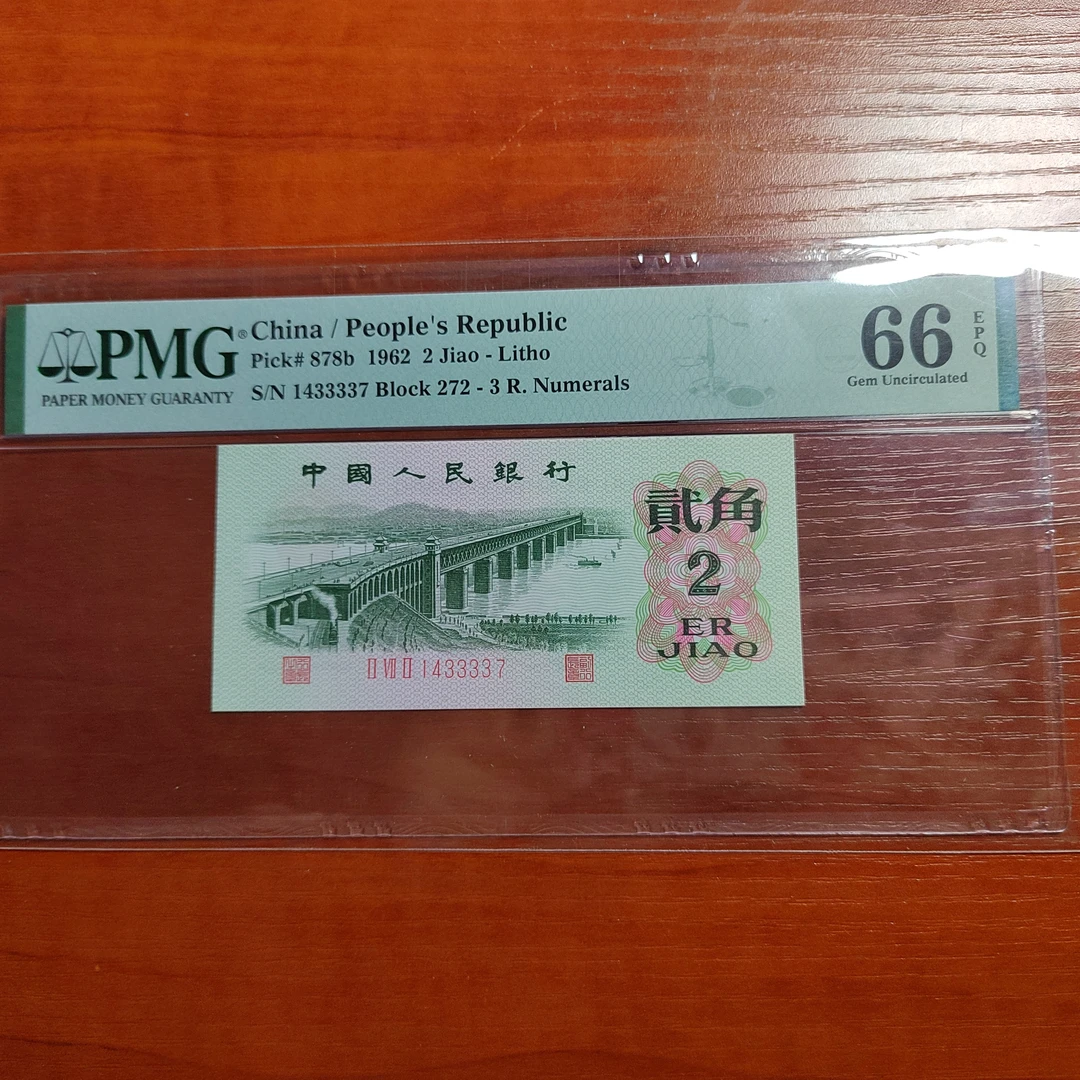 PMG®
PAPER MONEY GUARANTY
China / People's Republic
Pick# 878b 1962 2 Jiao - Litho
S/N 1433337 Block 272 - 3 R. Numerals
66 EPQ
Gem Uncirculated
中國人民銀行
貳角
2
ER
JIAO
II VII II 1433337